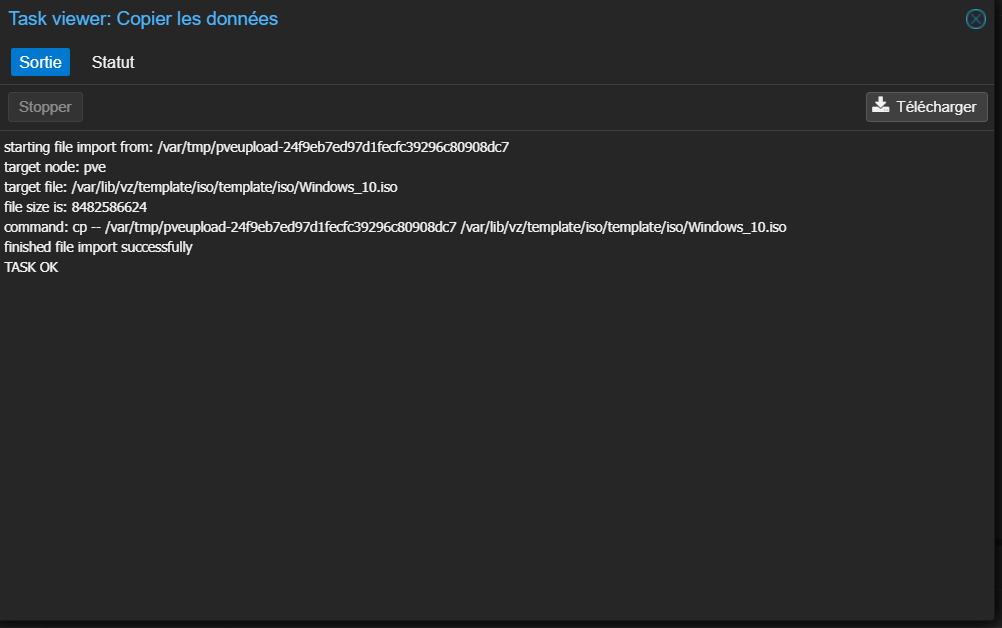 Task viewer: Copier les données
Sortie Statut
Stopper Télécharger
starting file import from: /var/tmp/pveupload-24f9eb7ed97d1fecfc39296c80908dc7
target node: pve
target file: /var/lib/vz/template/iso/template/iso/Windows_10.iso
file size is: 8482586624
command: cp -- /var/tmp/pveupload-24f9eb7ed97d1fecfc39296c80908dc7 /var/lib/vz/template/iso/template/iso/Windows_10.iso
finished file import successfully
TASK OK